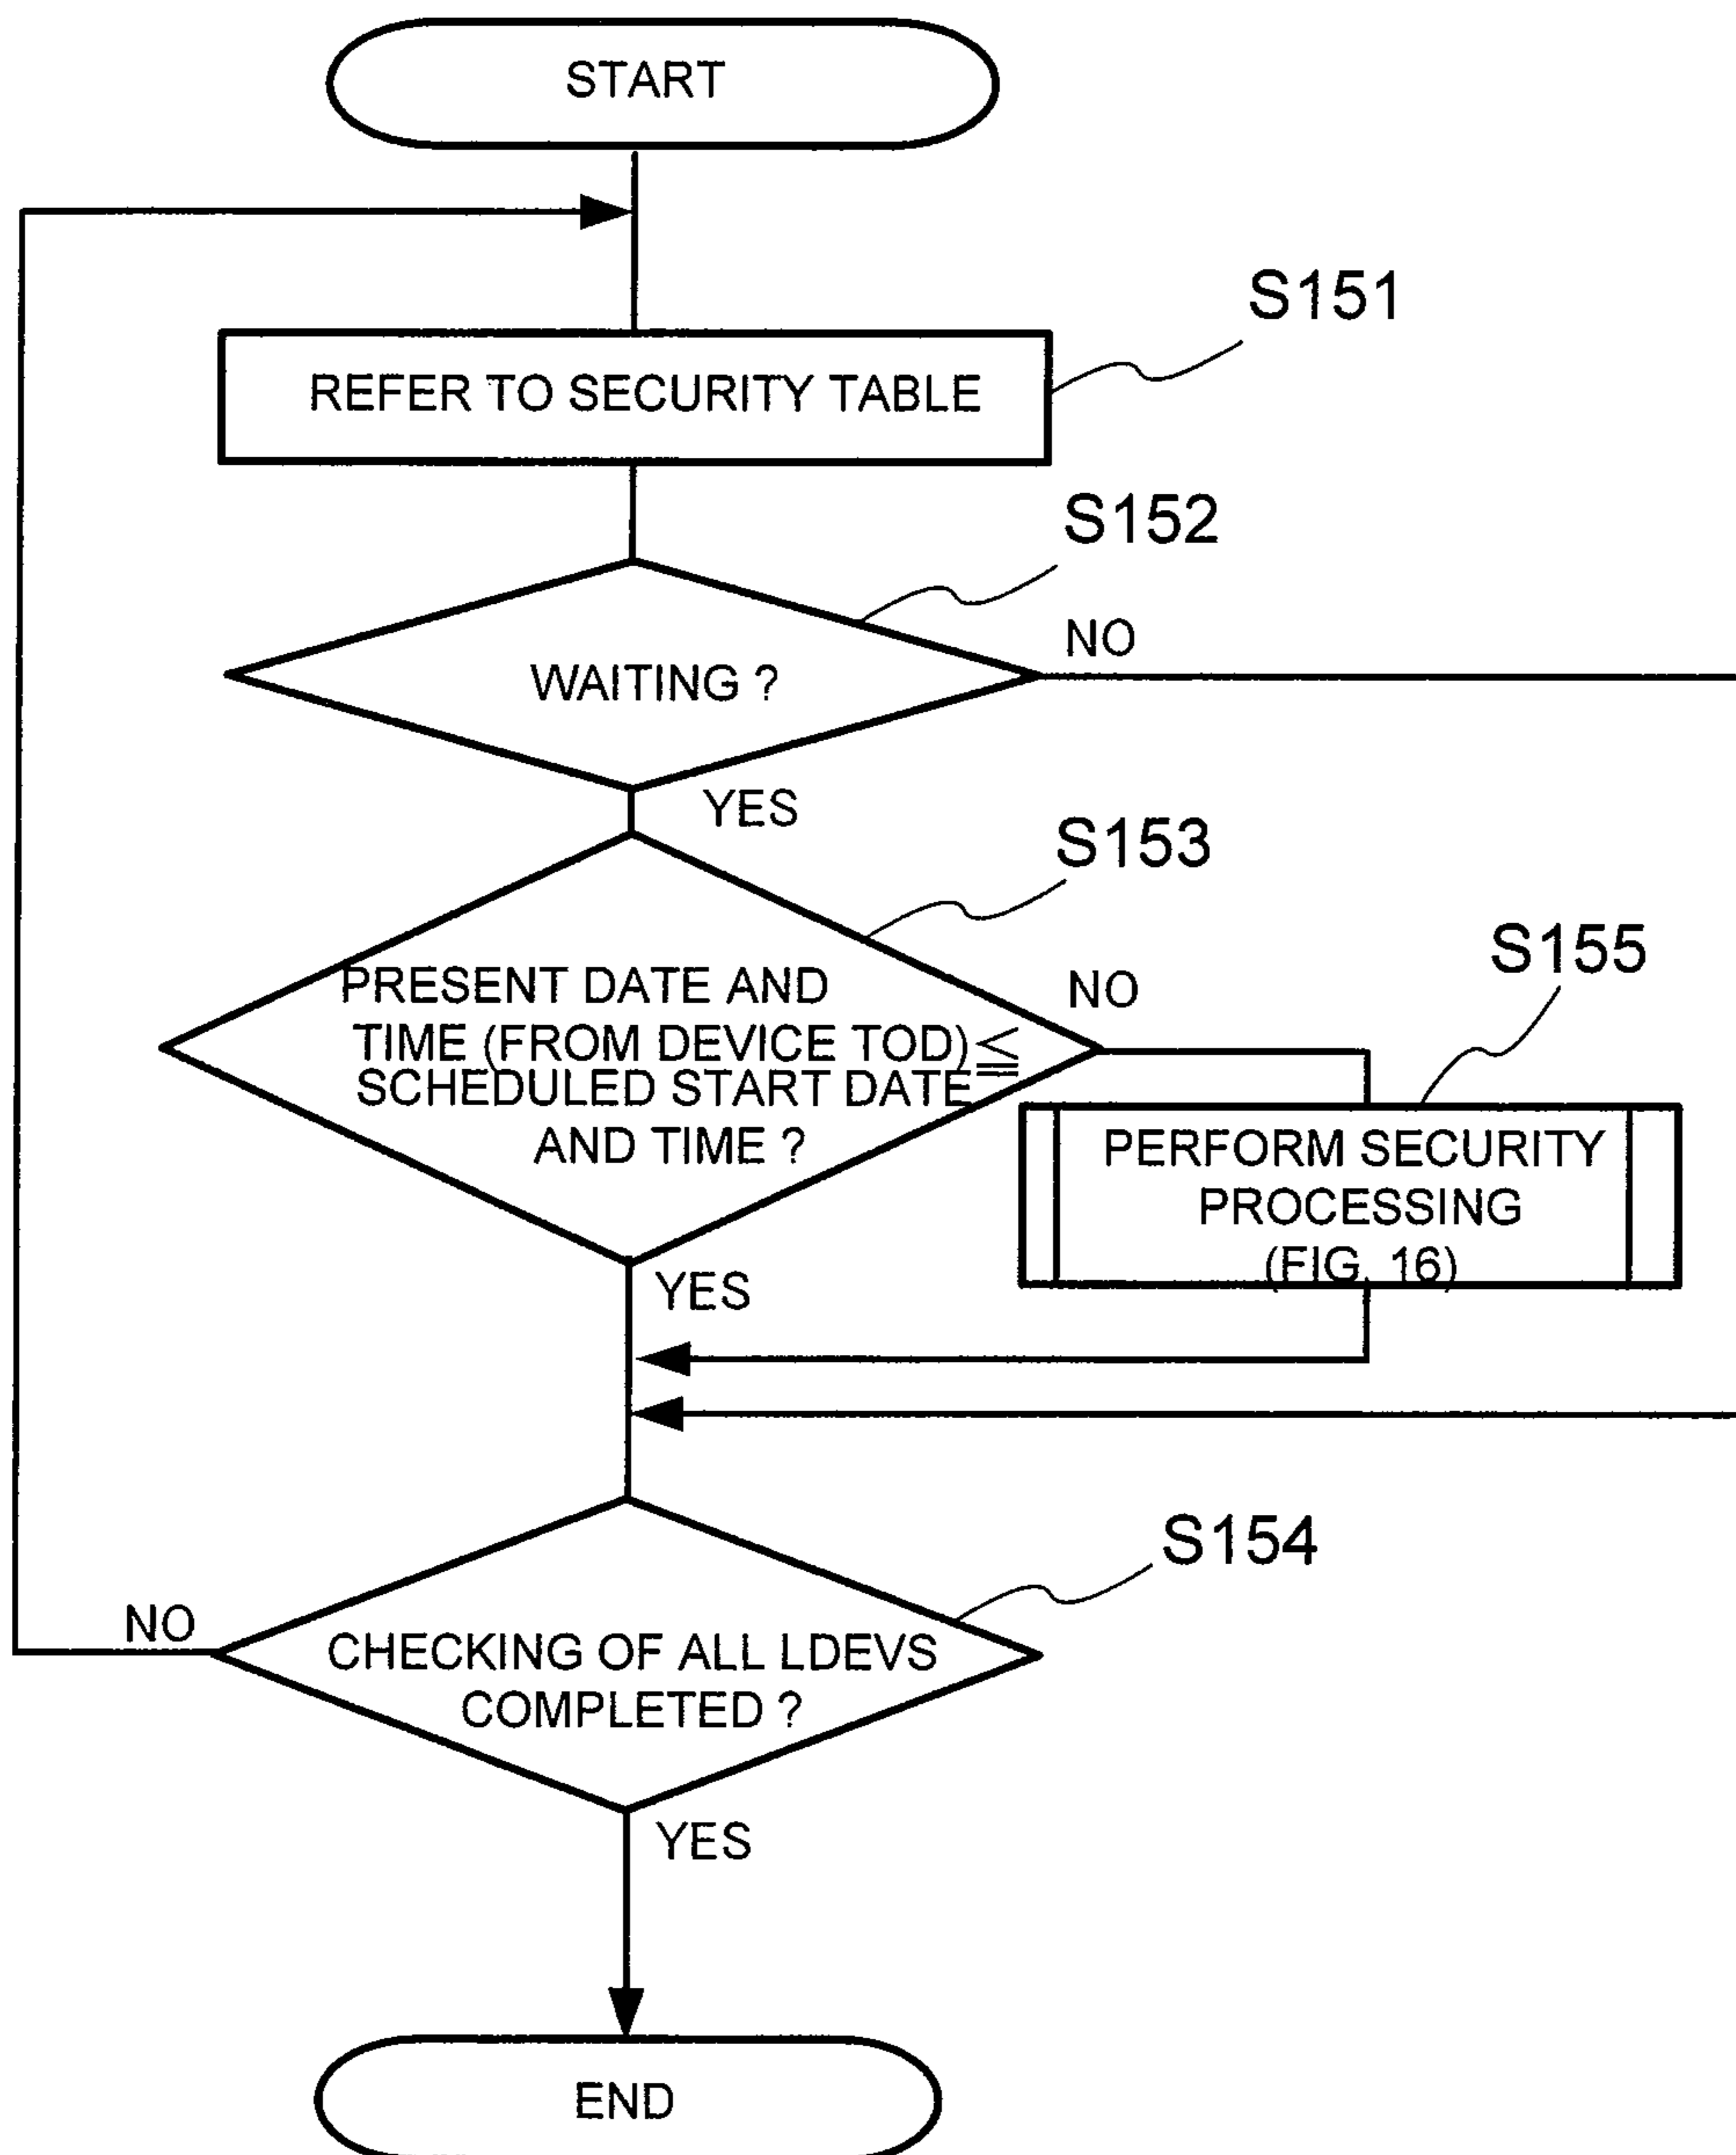 START
S151
REFER TO SECURITY TABLE
S152
NO
WAITING ?
YES
S153
PRESENT DATE AND
TIME (FROM DEVICE TOD) ≦
SCHEDULED START DATE
AND TIME ?
NO
S155
PERFORM SECURITY
PROCESSING
(FIG. 16)
YES
S154
NO
CHECKING OF ALL LDEVS
COMPLETED ?
YES
END